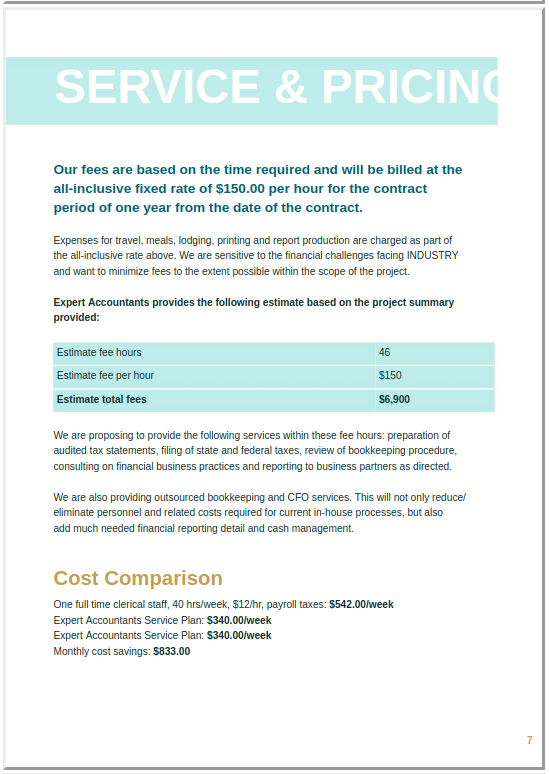 SERVICE & PRICING
Our fees are based on the time required and will be billed at the
all-inclusive fixed rate of $150.00 per hour for the contract
period of one year from the date of the contract.
Expenses for travel, meals, lodging, printing and report production are charged as part of
the all-inclusive rate above. We are sensitive to the financial challenges facing INDUSTRY
and want to minimize fees to the extent possible within the scope of the project.
Expert Accountants provides the following estimate based on the project summary
provided:
Estimate fee hours 46
Estimate fee per hour $150
Estimate total fees $6,900
We are proposing to provide the following services within these fee hours: preparation of
audited tax statements, filing of state and federal taxes, review of bookkeeping procedure,
consulting on financial business practices and reporting to business partners as directed.
We are also providing outsourced bookkeeping and CFO services. This will not only reduce/
eliminate personnel and related costs required for current in-house processes, but also
add much needed financial reporting detail and cash management.
Cost Comparison
One full time clerical staff, 40 hrs/week, $12/hr, payroll taxes: $542.00/week
Expert Accountants Service Plan: $340.00/week
Expert Accountants Service Plan: $340.00/week
Monthly cost savings: $833.00
7